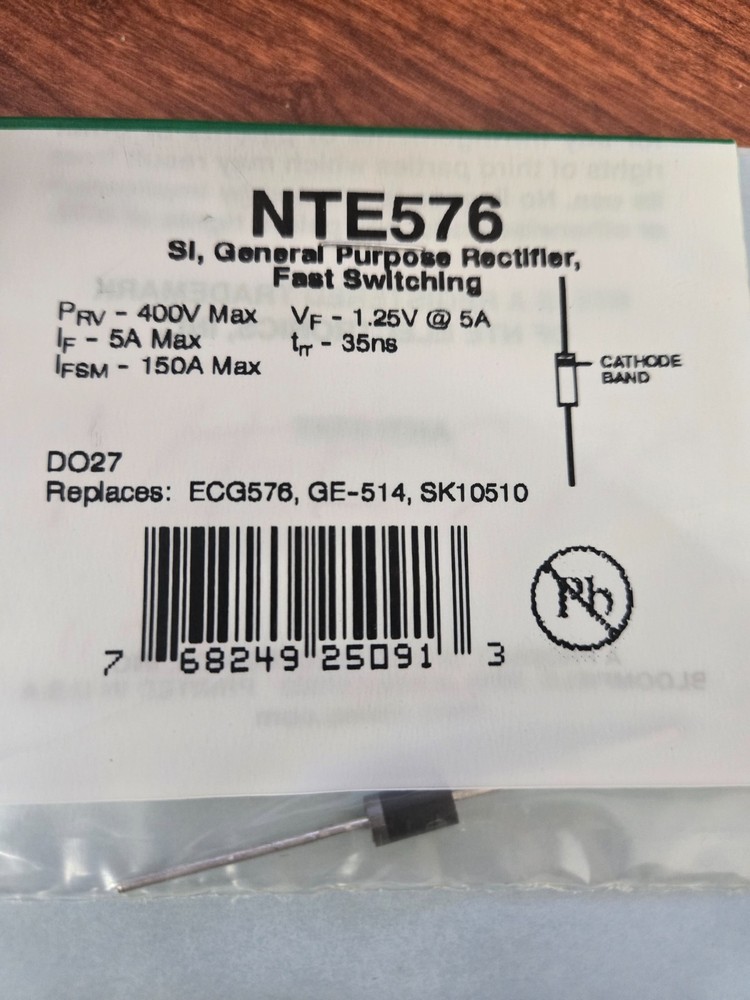 NTE576
SI, General Purpose Rectifier,
Fast Switching
PRV - 400V Max   VF - 1.25V @ 5A
IF - 5A Max   trr - 35ns
IFSM - 150A Max
CATHODE
BAND
DO27
Replaces: ECG576, GE-514, SK10510
Pb
7 68249 25091 3